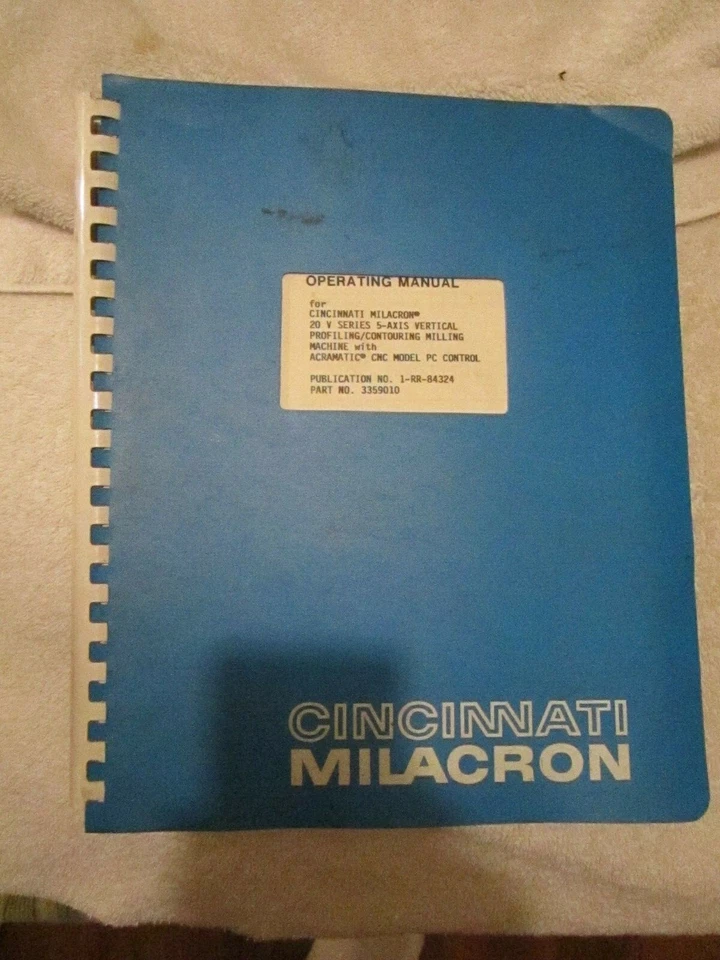 OPERATING MANUAL
for
CINCINNATI MILACRON®
20 V SERIES 5-AXIS VERTICAL
PROFILING/CONTOURING MILLING
MACHINE with
ACRAMATIC® CNC MODEL PC CONTROL
PUBLICATION NO. 1-RR-84324
PART NO. 3359010
CINCINNATI
MILACRON